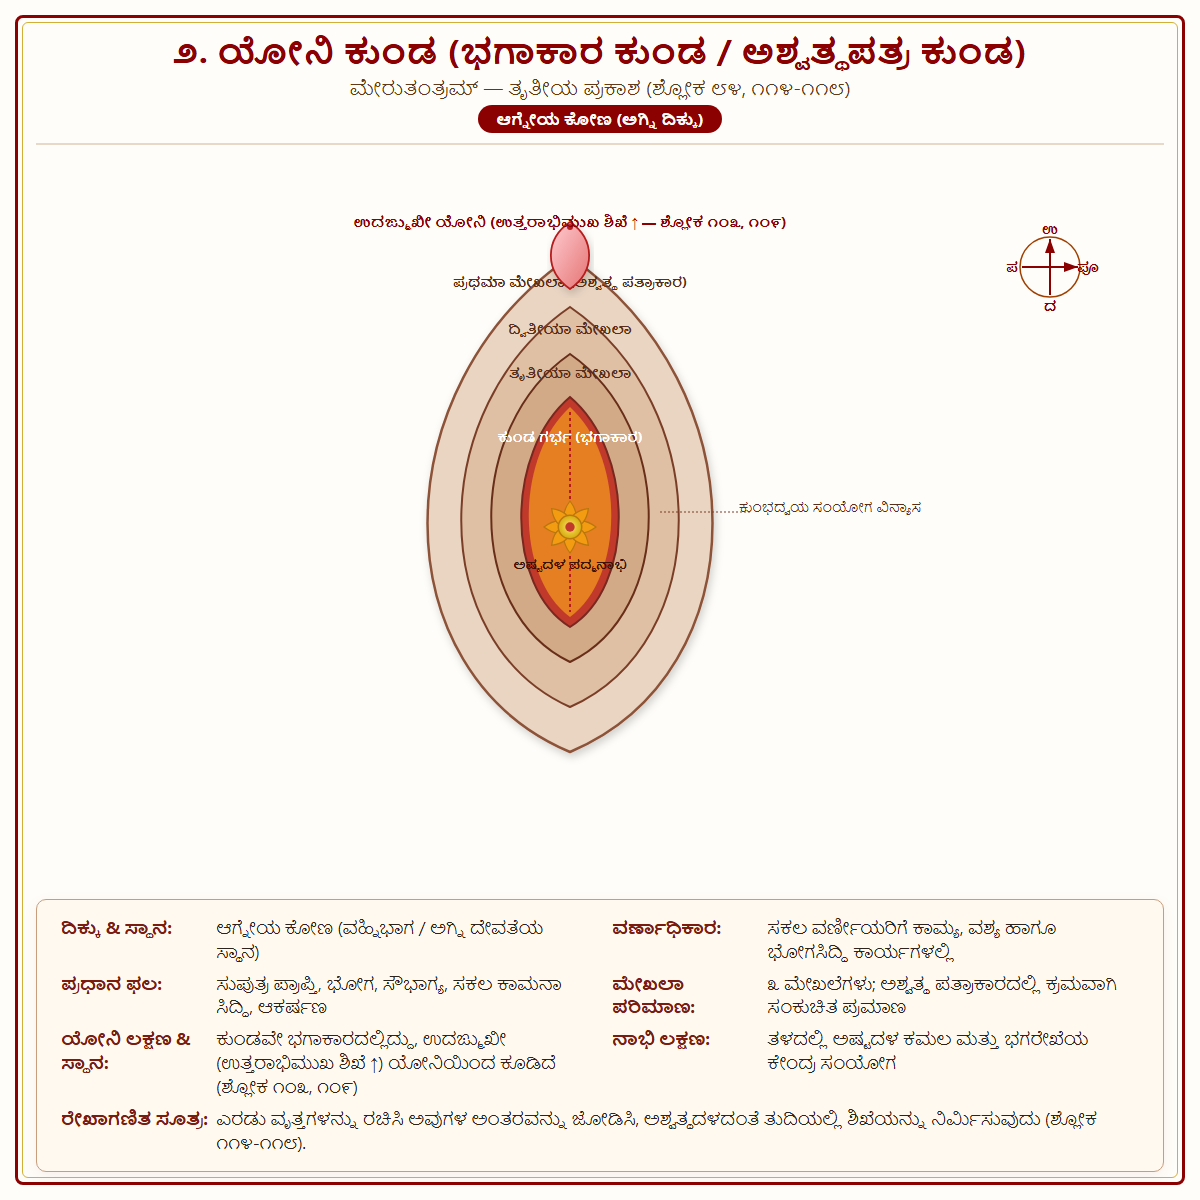 ೨. ಯೋನಿ ಕುಂಡ (ಭಗಾಕಾರ ಕುಂಡ / ಅಶ್ವತ್ಥಪತ್ರ ಕುಂಡ)
ಮೇರುತಂತ್ರಮ್ — ತೃತೀಯ ಪ್ರಕಾಶ (ಶ್ಲೋಕ ೮೪, ೧೧೪-೧೧೮)
ಆಗ್ನೇಯ ಕೋಣ (ಅಗ್ನಿ ದಿಕ್ಕು)
ಉದಙ್ಮುಖೀ ಯೋನಿ (ಉತ್ತರಾಭಿಮುಖ ಶಿಖೆ ↑ — ಶ್ಲೋಕ ೧೦೩, ೧೦೯)
ಉ
ಪ
ಪೂ
ದ
ಪ್ರಥಮಾ ಮೇಖಲಾ (ಅಶ್ವತ್ಥ ಪತ್ರಾಕಾರ)
ದ್ವಿತೀಯಾ ಮೇಖಲಾ
ತೃತೀಯಾ ಮೇಖಲಾ
ಕುಂಡ ಗರ್ಭ (ಭಗಾಕಾರ)
ಕುಂಭದ್ವಯ ಸಂಯೋಗ ವಿನ್ಯಾಸ
ಅಷ್ಟದಳ ಪದ್ಮನಾಭಿ
ದಿಕ್ಕು & ಸ್ಥಾನ:
ಆಗ್ನೇಯ ಕೋಣ (ವಹ್ನಿಭಾಗ / ಅಗ್ನಿ ದೇವತೆಯ
ಸ್ಥಾನ)
ವರ್ಣಾಧಿಕಾರ:
ಸಕಲ ವರ್ಣೀಯರಿಗೆ ಕಾಮ್ಯ, ವಶ್ಯ ಹಾಗೂ
ಭೋಗಸಿದ್ಧಿ ಕಾರ್ಯಗಳಲ್ಲಿ
ಪ್ರಧಾನ ಫಲ:
ಸುಪುತ್ರ ಪ್ರಾಪ್ತಿ, ಭೋಗ, ಸೌಭಾಗ್ಯ, ಸಕಲ ಕಾಮನಾ
ಸಿದ್ಧಿ, ಆಕರ್ಷಣ
ಮೇಖಲಾ
ಪರಿಮಾಣ:
೩ ಮೇಖಲೆಗಳು; ಅಶ್ವತ್ಥ ಪತ್ರಾಕಾರದಲ್ಲಿ ಕ್ರಮವಾಗಿ
ಸಂಕುಚಿತ ಪ್ರಮಾಣ
ಯೋನಿ ಲಕ್ಷಣ &
ಸ್ಥಾನ:
ಕುಂಡವೇ ಭಗಾಕಾರದಲ್ಲಿದ್ದು, ಉದಙ್ಮುಖೀ
(ಉತ್ತರಾಭಿಮುಖ ಶಿಖೆ ↑) ಯೋನಿಯಿಂದ ಕೂಡಿದೆ
(ಶ್ಲೋಕ ೧೦೩, ೧೦೯)
ನಾಭಿ ಲಕ್ಷಣ:
ತಳದಲ್ಲಿ ಅಷ್ಟದಳ ಕಮಲ ಮತ್ತು ಭಗರೇಖೆಯ
ಕೇಂದ್ರ ಸಂಯೋಗ
ರೇಖಾಗಣಿತ ಸೂತ್ರ: ಎರಡು ವೃತ್ತಗಳನ್ನು ರಚಿಸಿ ಅವುಗಳ ಅಂತರವನ್ನು ಜೋಡಿಸಿ, ಅಶ್ವತ್ಥದಳದಂತೆ ತುದಿಯಲ್ಲಿ ಶಿಖೆಯನ್ನು ನಿರ್ಮಿಸುವುದು (ಶ್ಲೋಕ
೧೧೪-೧೧೮).